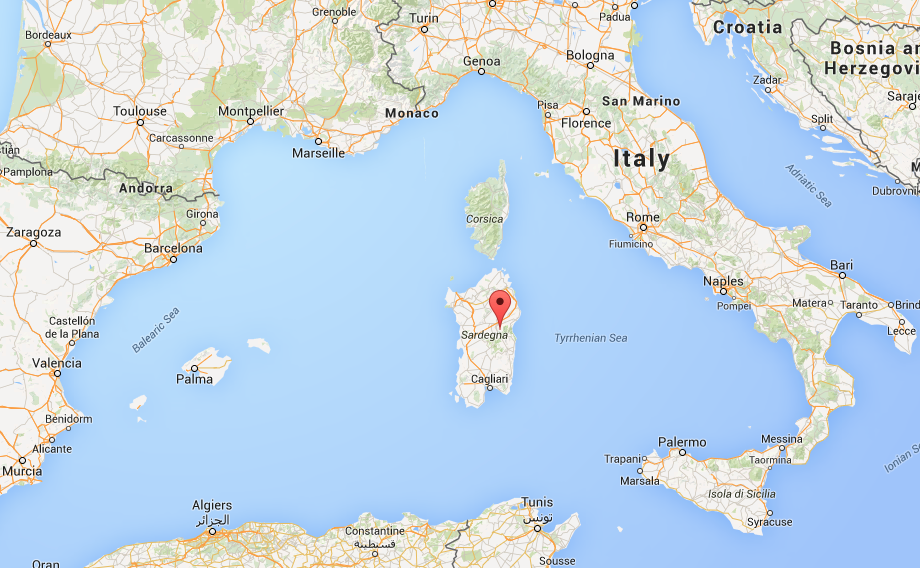 Grenoble
Turin
Padua
Croatia
Bordeaux
Bologna
Bosnia an
Herzegovi
Genoa
Zadar
Saraje
Toulouse
Montpellier
Monaco
Pisa
San Marino
Florence
Split
Carcassonne
Marseille
tián
Pamplona
Italy
M
Andorra
Adriatic Sea
Dubrovnik
Girona
Corsica
Rome
Zaragoza
Barcelona
Fiumicino
Bari
Naples
Pompei
Matera
Taranto
Brind
Balearic Sea
Castellón
de la Plana
Sardegna
Tyrrhenian Sea
Lecce
Valencia
Palma
Cagliari
Benidorm
Alicante
Palermo
Messina
Murcia
Trapani
Taormina
Ionian Se
Marsala
Isola di Sicilia
Algiers
الجزائر
Tunis
تونس
Syracuse
Constantine
قسنطينة
Oran
Sousse